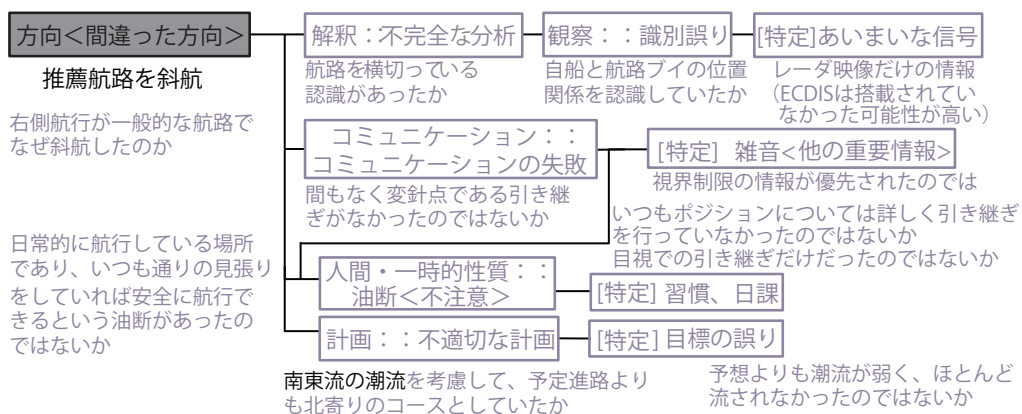 方向<間違った方向>
推薦航路を斜航
右側航行が一般的な航路で
なぜ斜航したのか
日常的に航行している場所
であり、いつも通りの見張り
をしていれば安全に航行で
きるという油断があったの
ではないか
解釈：不完全な分析
航路を横切っている
認識があったか
観察：：識別誤り
自船と航路ブイの位置
関係を認識していたか
[特定]あいまいな信号
レーダ映像だけの情報
（ECDISは搭載されてい
なかった可能性が高い）
コミュニケーション：：
コミュニケーションの失敗
間もなく変針点である引き継
ぎがなかったのではないか
[特定] 雑音<他の重要情報>
視界制限の情報が優先されたのでは
いつもポジションについては詳しく引き継ぎ
を行っていなかったのではないか
目視での引き継ぎだけだったのではないか
人間・一時的性質：：
油断＜不注意＞
[特定] 習慣、日課
計画：：不適切な計画
[特定] 目標の誤り
南東流の潮流を考慮して、予定進路より
も北寄りのコースとしていたか
予想よりも潮流が弱く、ほとんど
流されなかったのではないか